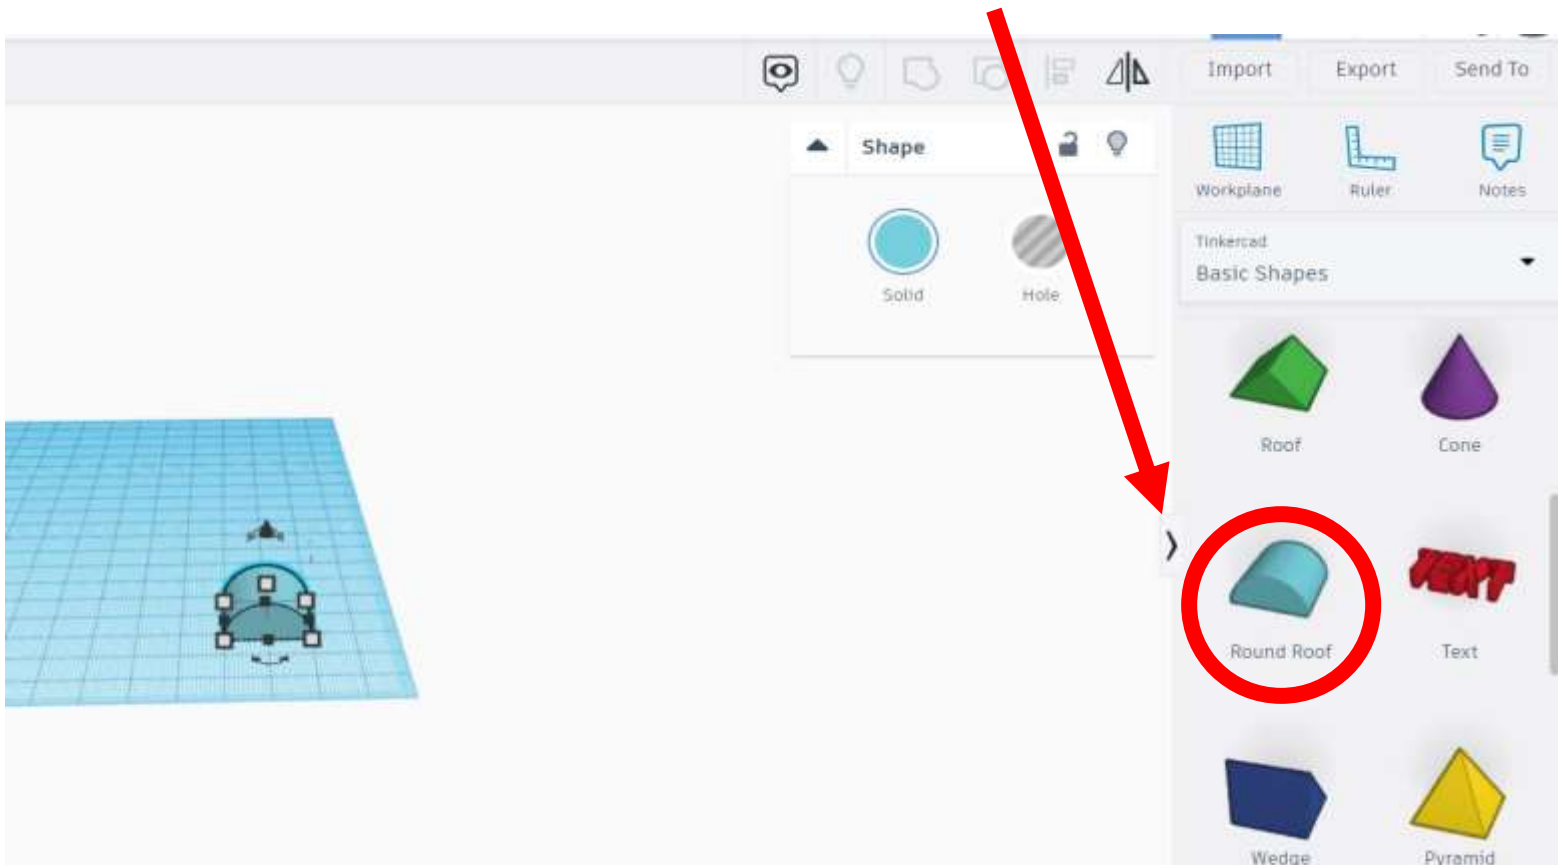 Import Export Send To
Shape
Workplane Ruler Notes
Tinkercad
Basic Shapes
Solid Hole
Roof Cone
TEXT
Round Roof Text
Wedge Pyramid